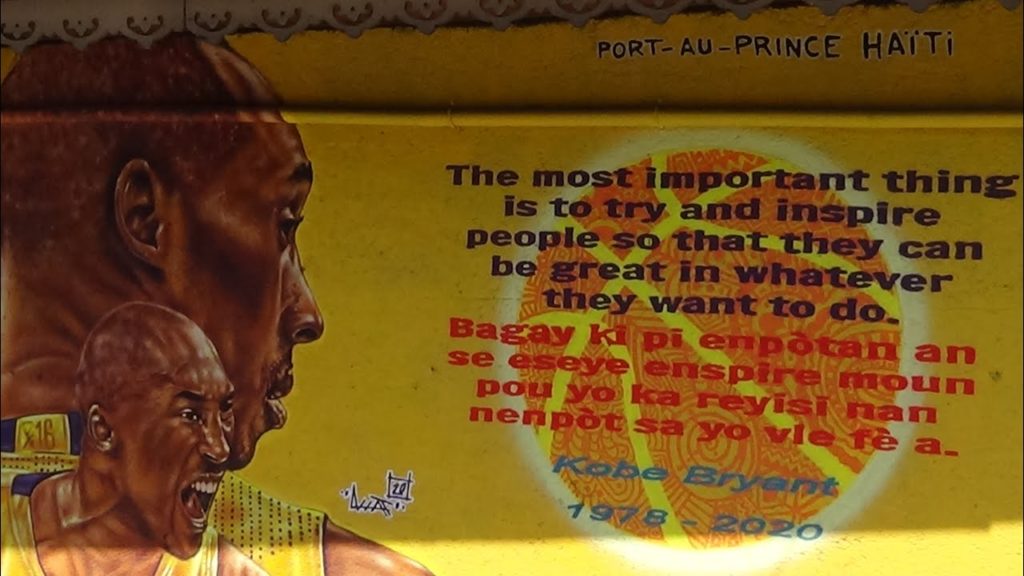 PORT-AU-PRINCE HAÏTi
The most important thing
is to try and inspire
people so that they can
be great in whatever
they want to do.
Bagay ki pi enpòtan an
se eseye enspire moun
pou yo ka reyisi nan
nenpòt sa yo vle fè a.
Kobe Bryant
1978 - 2020
20